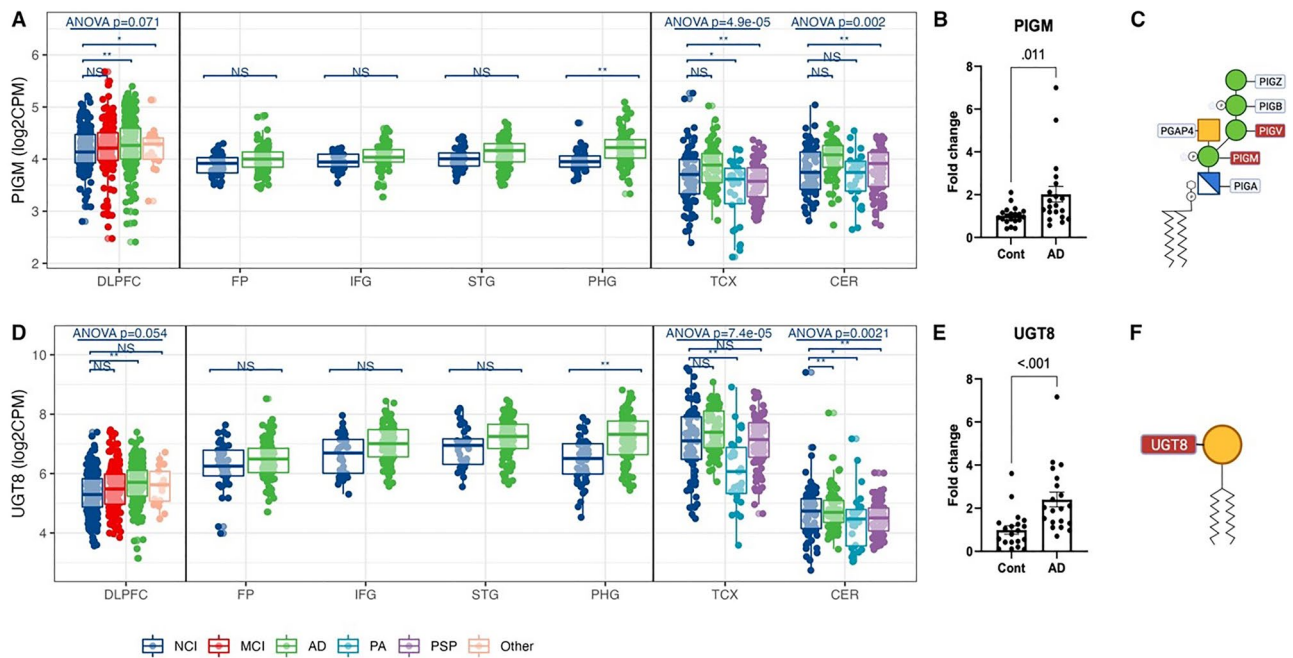 A
ANOVA p=0.071
*
**
NS
NS
NS
NS
**
ANOVA p=4.9e-05
**
*
NS
ANOVA p=0.002
**
NS
NS
PIGM (log2CPM)
6
5
4
3
2
DLPFC
FP
IFG
STG
PHG
TCX
CER
B
PIGM
.011
Fold change
8
6
4
2
0
Cont
AD
C
PIGZ
PIGB
PGAP4
PIGV
PIGM
PIGA
P
P
P
D
ANOVA p=0.054
NS
**
NS
NS
NS
NS
**
ANOVA p=7.4e-05
NS
**
NS
ANOVA p=0.0021
**
*
**
UGT8 (log2CPM)
10
8
6
4
DLPFC
FP
IFG
STG
PHG
TCX
CER
E
UGT8
<.001
Fold change
8
6
4
2
0
Cont
AD
F
UGT8
NCI
MCI
AD
PA
PSP
Other